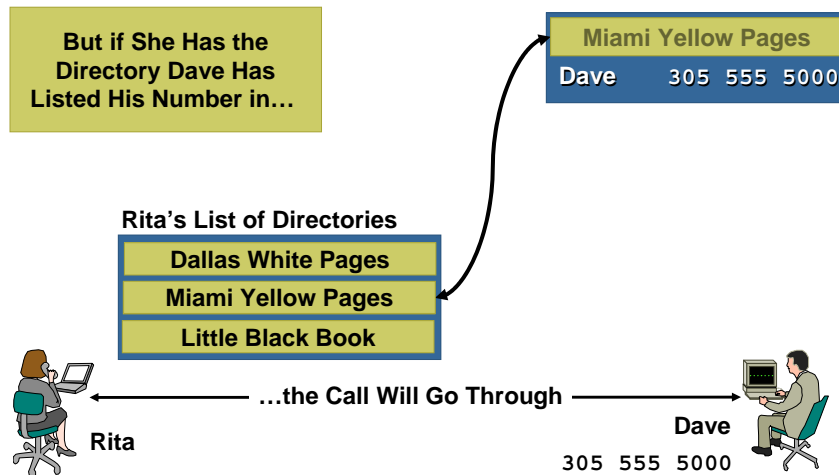 But if She Has the
Directory Dave Has
Listed His Number in…
Miami Yellow Pages
Dave 305 555 5000
Rita’s List of Directories
Dallas White Pages
Miami Yellow Pages
Little Black Book
…the Call Will Go Through
Rita
Dave
305 555 5000